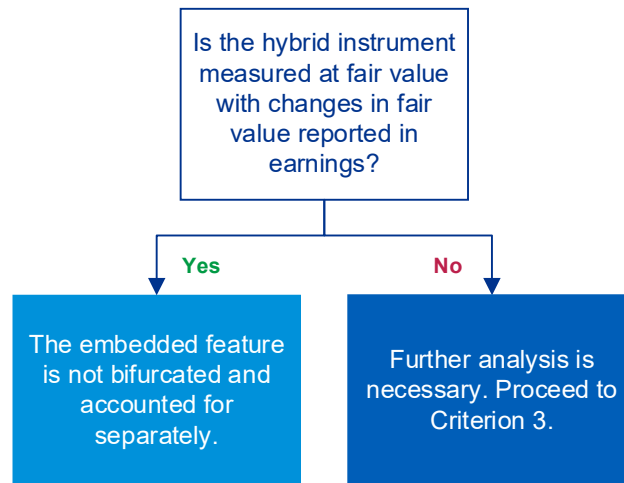 Is the hybrid instrument
measured at fair value
with changes in fair
value reported in
earnings?
Yes
No
The embedded feature
is not bifurcated and
accounted for
separately.
Further analysis is
necessary. Proceed to
Criterion 3.